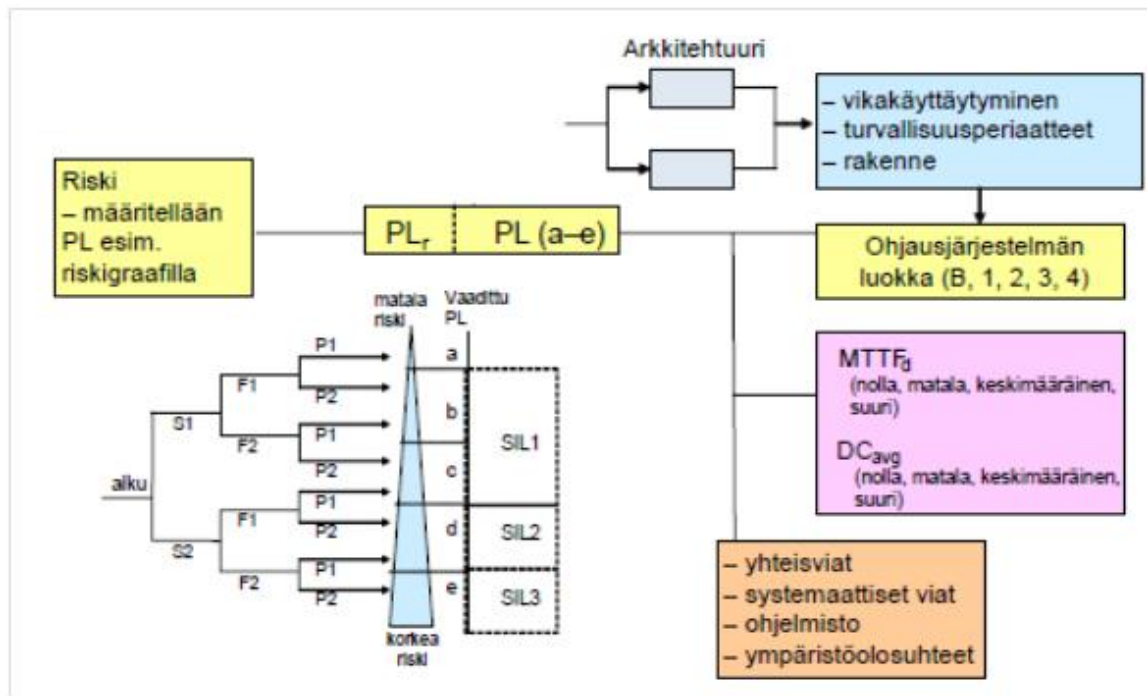 Arkkitehtuuri
– vikakäyttäytyminen
– turvallisuusperiaatteet
– rakenne
Riski
– määritellään
PL esim.
riskigraafilla
PLr PL (a–e)
Ohjausjärjestelmän
luokka (B, 1, 2, 3, 4)
matala
riski
Vaadittu
PL
P1
a
F1
P2
b
SIL1
S1
P1
F2
P2
c
alku
P1
F1
P2
d
SIL2
S2
P1
F2
P2
e
SIL3
korkea
riski
MTTFd
(nolla, matala, keskimääräinen,
suuri)
DCavg
(nolla, matala, keskimääräinen,
suuri)
– yhteisviat
– systemaattiset viat
– ohjelmisto
– ympäristöolosuhteet